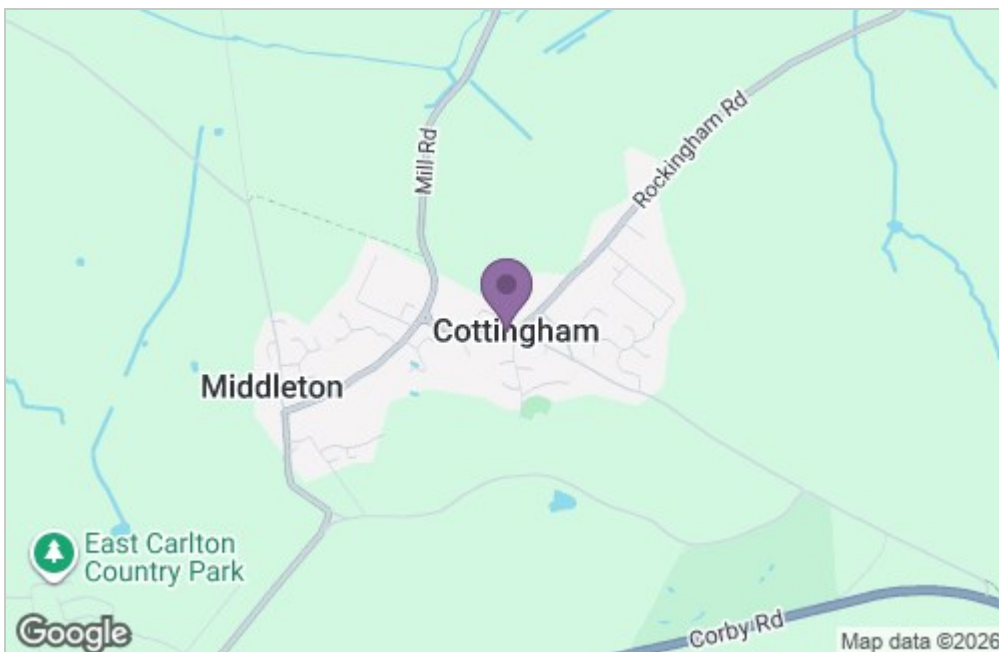 Mill Rd
Rockingham Rd
Cottingham
Middleton
East Carlton
Country Park
Corby Rd
Google
Map data ©2026